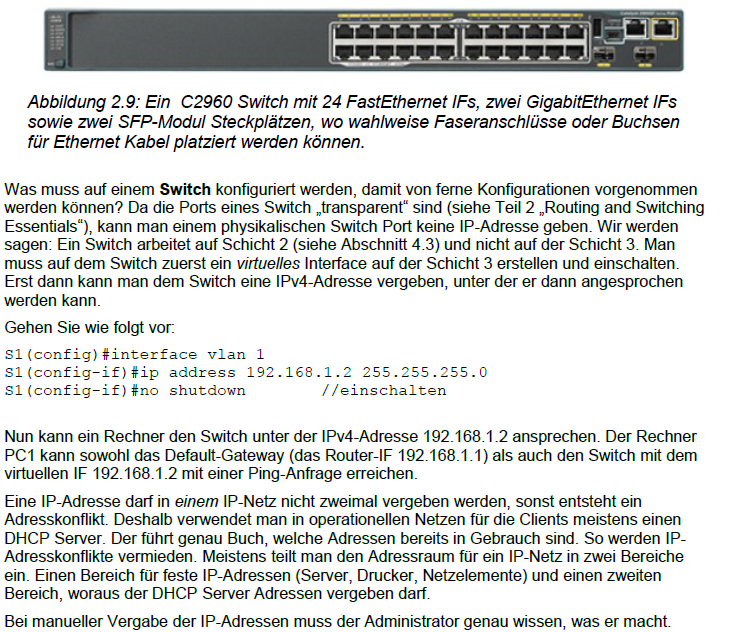 Abbildung 2.9: Ein C2960 Switch mit 24 FastEthernet IFs, zwei GigabitEthernet IFs
sowie zwei SFP-Modul Steckplätzen, wo wahlweise Faseranschlüsse oder Buchsen
für Ethernet Kabel platziert werden können.
Was muss auf einem Switch konfiguriert werden, damit von ferne Konfigurationen vorgenommen
werden können? Da die Ports eines Switch „transparent“ sind (siehe Teil 2 „Routing and Switching
Essentials“), kann man einem physikalischen Switch Port keine IP-Adresse geben. Wir werden
sagen: Ein Switch arbeitet auf Schicht 2 (siehe Abschnitt 4.3) und nicht auf der Schicht 3. Man
muss auf dem Switch zuerst ein virtuelles Interface auf der Schicht 3 erstellen und einschalten.
Erst dann kann man dem Switch eine IPv4-Adresse vergeben, unter der er dann angesprochen
werden kann.
Gehen Sie wie folgt vor:
S1(config)#interface vlan 1
S1(config-if)#ip address 192.168.1.2 255.255.255.0
S1(config-if)#no shutdown //einschalten
Nun kann ein Rechner den Switch unter der IPv4-Adresse 192.168.1.2 ansprechen. Der Rechner
PC1 kann sowohl das Default-Gateway (das Router-IF 192.168.1.1) als auch den Switch mit dem
virtuellen IF 192.168.1.2 mit einer Ping-Anfrage erreichen.
Eine IP-Adresse darf in einem IP-Netz nicht zweimal vergeben werden, sonst entsteht ein
Adresskonflikt. Deshalb verwendet man in operationellen Netzen für die Clients meistens einen
DHCP Server. Der führt genau Buch, welche Adressen bereits in Gebrauch sind. So werden IP-
Adresskonflikte vermieden. Meistens teilt man den Adressraum für ein IP-Netz in zwei Bereiche
ein. Einen Bereich für feste IP-Adressen (Server, Drucker, Netzelemente) und einen zweiten
Bereich, woraus der DHCP Server Adressen vergeben darf.
Bei manueller Vergabe der IP-Adressen muss der Administrator genau wissen, was er macht.